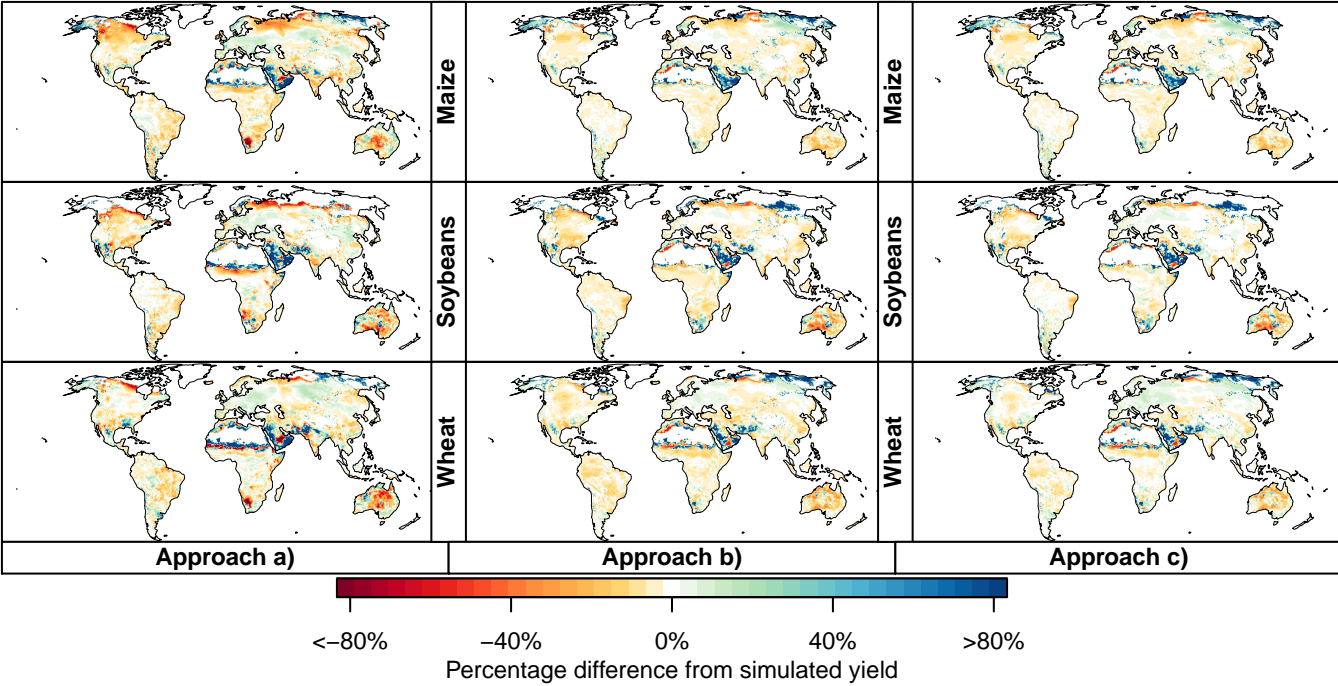 Maize
Maize
Soybeans
Soybeans
Wheat
Wheat
Approach a)
Approach b)
Approach c)
<−80%
−40%
0%
40%
>80%
Percentage difference from simulated yield